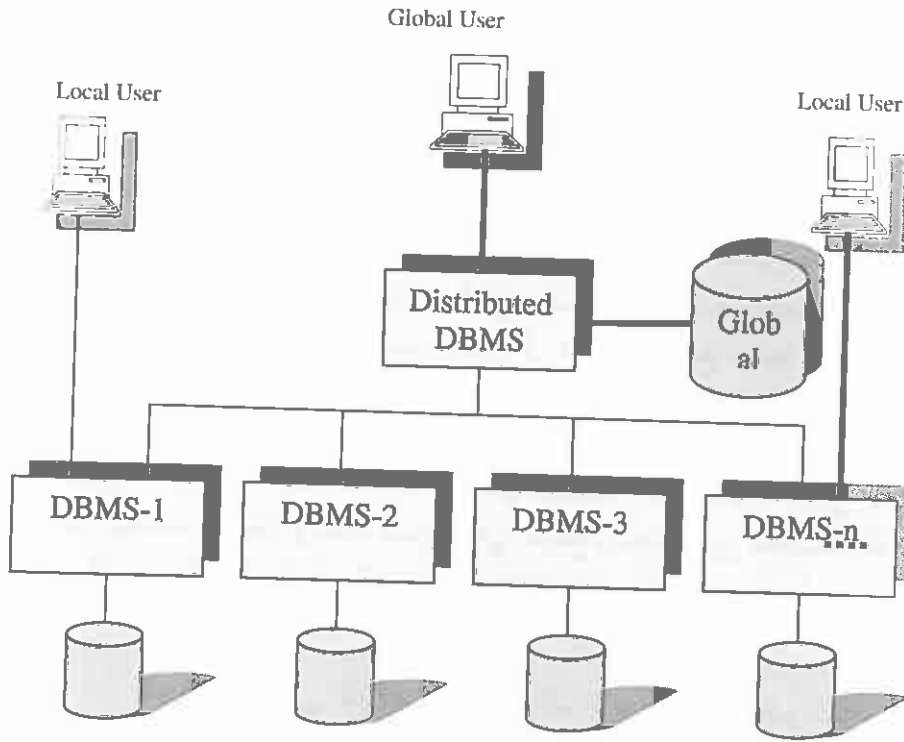 Global User
Local User
Local User
Distributed
DBMS
Glob
al
DBMS-1
DBMS-2
DBMS-3
DBMS-n